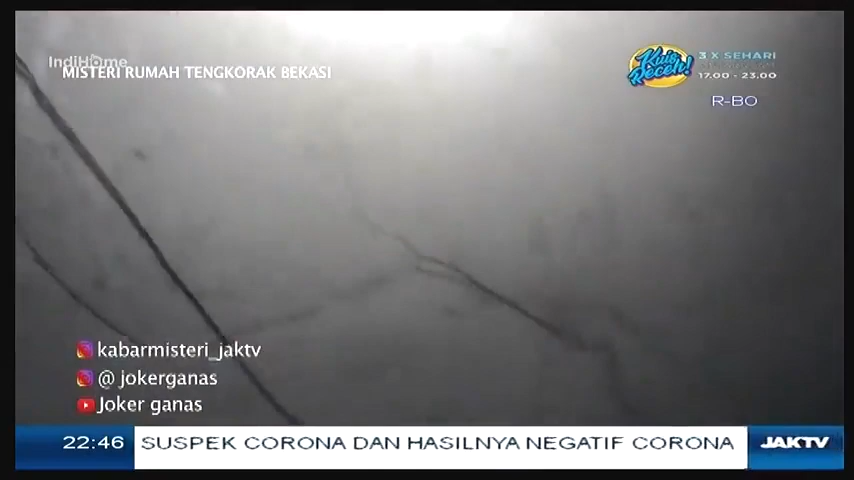 IndiHome
MISTERI RUMAH TENGKORAK BEKASI
Kuis
Receh!
3 X SEHARI
17.00 - 23.00
R-BO
kabarmisteri_jaktv
@ jokerganas
Joker ganas
22:46
SUSPEK CORONA DAN HASILNYA NEGATIF CORONA
JAKTV